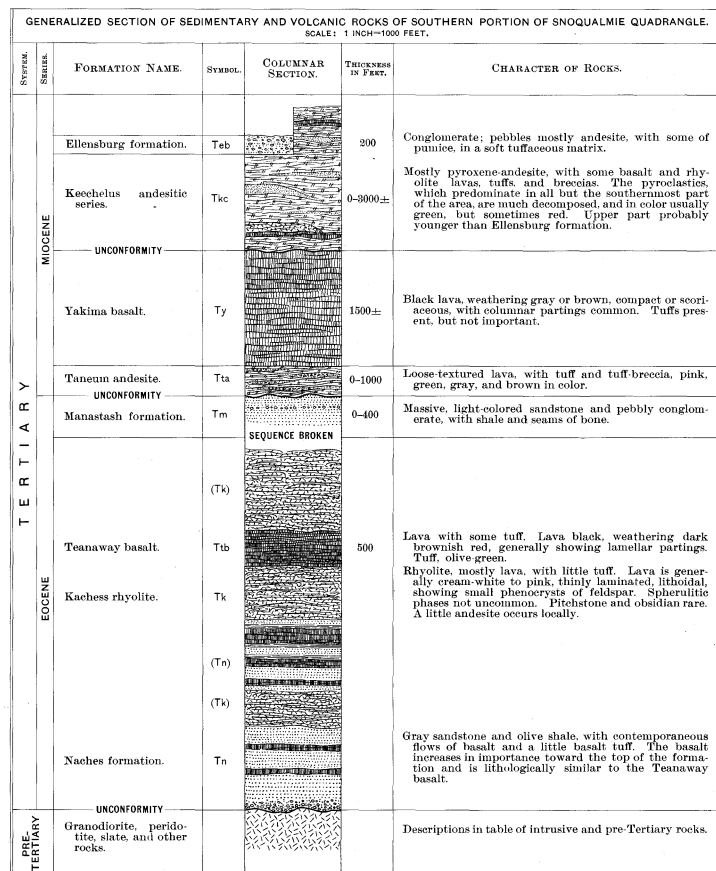 GENERALIZED SECTION OF SEDIMENTARY AND VOLCANIC ROCKS OF SOUTHERN PORTION OF SNOQUALMIE QUADRANGLE.
SCALE: 1 INCH=1000 FEET.
SYSTEM.
SERIES.
FORMATION NAME.
SYMBOL.
COLUMNAR
SECTION.
THICKNESS
IN FEET.
CHARACTER OF ROCKS.
TERTIARY
MIOCENE
Ellensburg formation.
Teb
200
Conglomerate; pebbles mostly andesite, with some of
pumice, in a soft tuffaceous matrix.
Keechelus andesitic
series.
Tkc
0–3000±
Mostly pyroxene-andesite, with some basalt and rhy-
olite lavas, tuffs, and breccias. The pyroclastics,
which predominate in all but the southernmost part
of the area, are much decomposed, and in color usually
green, but sometimes red. Upper part probably
younger than Ellensburg formation.
UNCONFORMITY
Yakima basalt.
Ty
1500±
Black lava, weathering gray or brown, compact or scori-
aceous, with columnar partings common. Tuffs pres-
ent, but not important.
Taneum andesite.
Tta
0–1000
Loose-textured lava, with tuff and tuff-breccia, pink,
green, gray, and brown in color.
UNCONFORMITY
Manastash formation.
Tm
0–400
Massive, light-colored sandstone and pebbly conglom-
erate, with shale and seams of bone.
SEQUENCE BROKEN
EOCENE
(Tk)
Teanaway basalt.
Ttb
500
Lava with some tuff. Lava black, weathering dark
brownish red, generally showing lamellar partings.
Tuff, olive-green.
Kachess rhyolite.
Tk
Rhyolite, mostly lava, with little tuff. Lava is gener-
ally cream-white to pink, thinly laminated, lithoidal,
showing small phenocrysts of feldspar. Spherulitic
phases not uncommon. Pitchstone and obsidian rare.
A little andesite occurs locally.
(Tn)
(Tk)
Naches formation.
Tn
Gray sandstone and olive shale, with contemporaneous
flows of basalt and a little basalt tuff. The basalt
increases in importance toward the top of the forma-
tion and is lithologically similar to the Teanaway
basalt.
UNCONFORMITY
PRE-
TERTIARY
Granodiorite, perido-
tite, slate, and other
rocks.
Descriptions in table of intrusive and pre-Tertiary rocks.